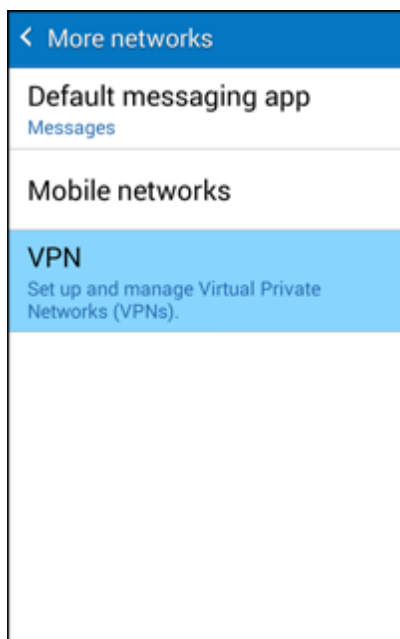 More networks
Default messaging app
Messages
Mobile networks
VPN
Set up and manage Virtual Private
Networks (VPNs).